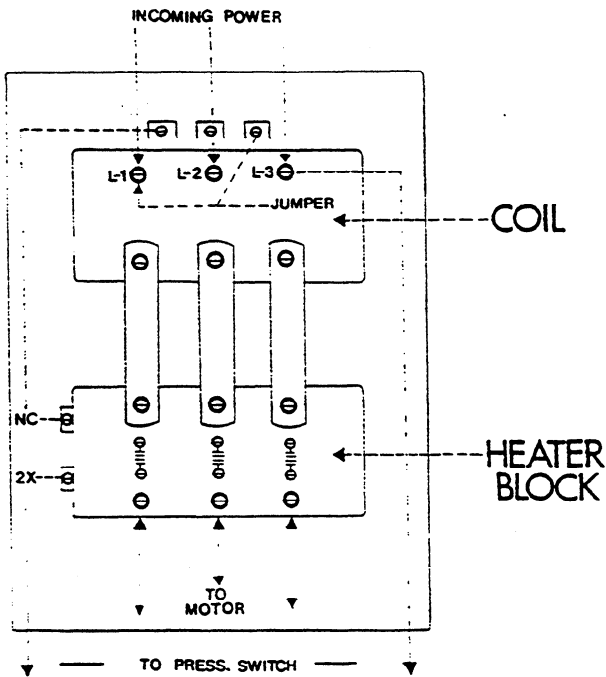 INCOMING POWER
L-1
L-2
L-3
JUMPER
COIL
NC
2X
HEATER
BLOCK
TO
MOTOR
TO PRESS. SWITCH